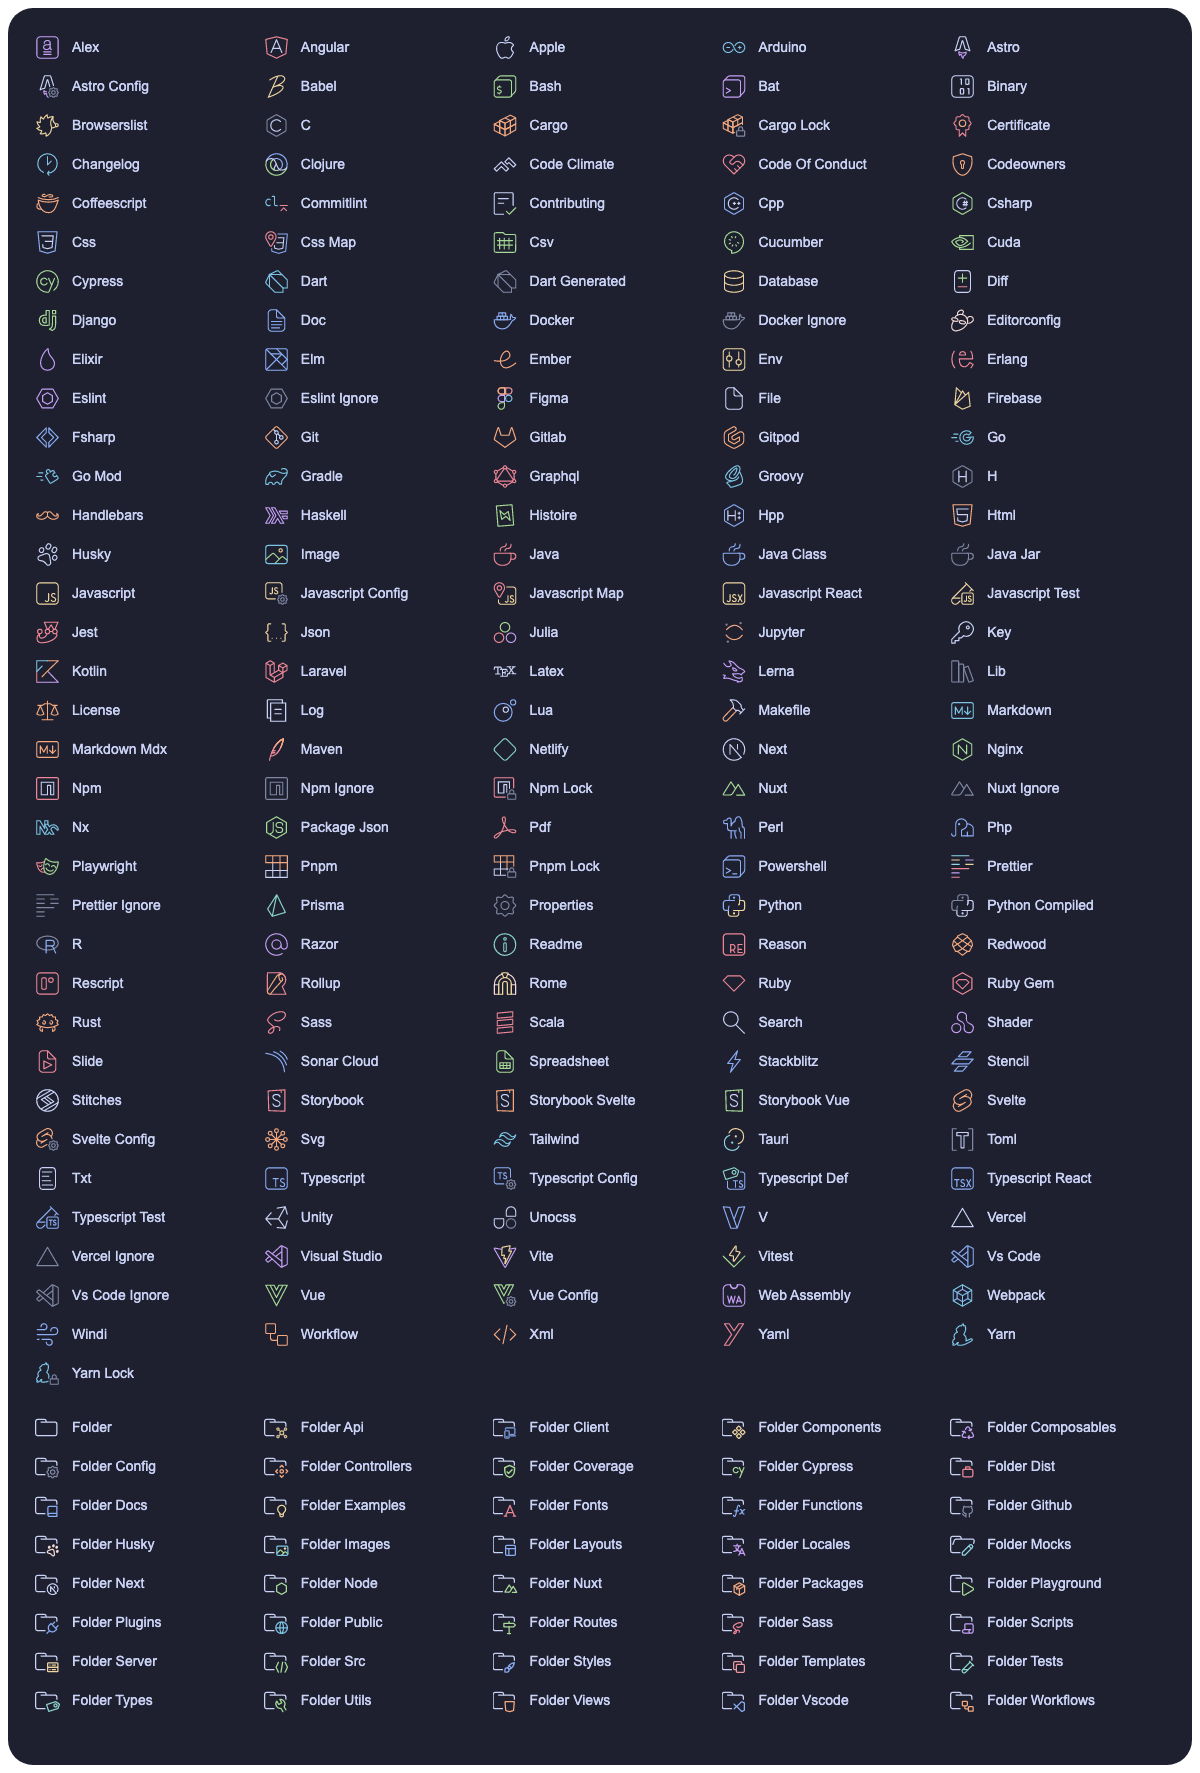 Alex Angular Apple Arduino Astro
Astro Config Babel Bash Bat Binary
Browserslist C Cargo Cargo Lock Certificate
Changelog Clojure Code Climate Code Of Conduct Codeowners
Coffeescript Commitlint Contributing Cpp Csharp
Css Css Map Csv Cucumber Cuda
Cypress Dart Dart Generated Database Diff
Django Doc Docker Docker Ignore Editorconfig
Elixir Elm Ember Env Erlang
Eslint Eslint Ignore Figma File Firebase
Fsharp Git Gitlab Gitpod Go
Go Mod Gradle Graphql Groovy H
Handlebars Haskell Histoire Hpp Html
Husky Image Java Java Class Java Jar
Javascript Javascript Config Javascript Map Javascript React Javascript Test
Jest Json Julia Jupyter Key
Kotlin Laravel Latex Lerna Lib
License Log Lua Makefile Markdown
Markdown Mdx Maven Netlify Next Nginx
Npm Npm Ignore Npm Lock Nuxt Nuxt Ignore
Nx Package Json Pdf Perl Php
Playwright Pnpm Pnpm Lock Powershell Prettier
Prettier Ignore Prisma Properties Python Python Compiled
R Razor Readme Reason Redwood
Rescript Rollup Rome Ruby Ruby Gem
Rust Sass Scala Search Shader
Slide Sonar Cloud Spreadsheet Stackblitz Stencil
Stitches Storybook Storybook Svelte Storybook Vue Svelte
Svelte Config Svg Tailwind Tauri Toml
Txt Typescript Typescript Config Typescript Def Typescript React
Typescript Test Unity Unocss V Vercel
Vercel Ignore Visual Studio Vite Vitest Vs Code
Vs Code Ignore Vue Vue Config Web Assembly Webpack
Windi Workflow Xml Yaml Yarn
Yarn Lock
Folder Folder Api Folder Client Folder Components Folder Composables
Folder Config Folder Controllers Folder Coverage Folder Cypress Folder Dist
Folder Docs Folder Examples Folder Fonts Folder Functions Folder Github
Folder Husky Folder Images Folder Layouts Folder Locales Folder Mocks
Folder Next Folder Node Folder Nuxt Folder Packages Folder Playground
Folder Plugins Folder Public Folder Routes Folder Sass Folder Scripts
Folder Server Folder Src Folder Styles Folder Templates Folder Tests
Folder Types Folder Utils Folder Views Folder Vscode Folder Workflows